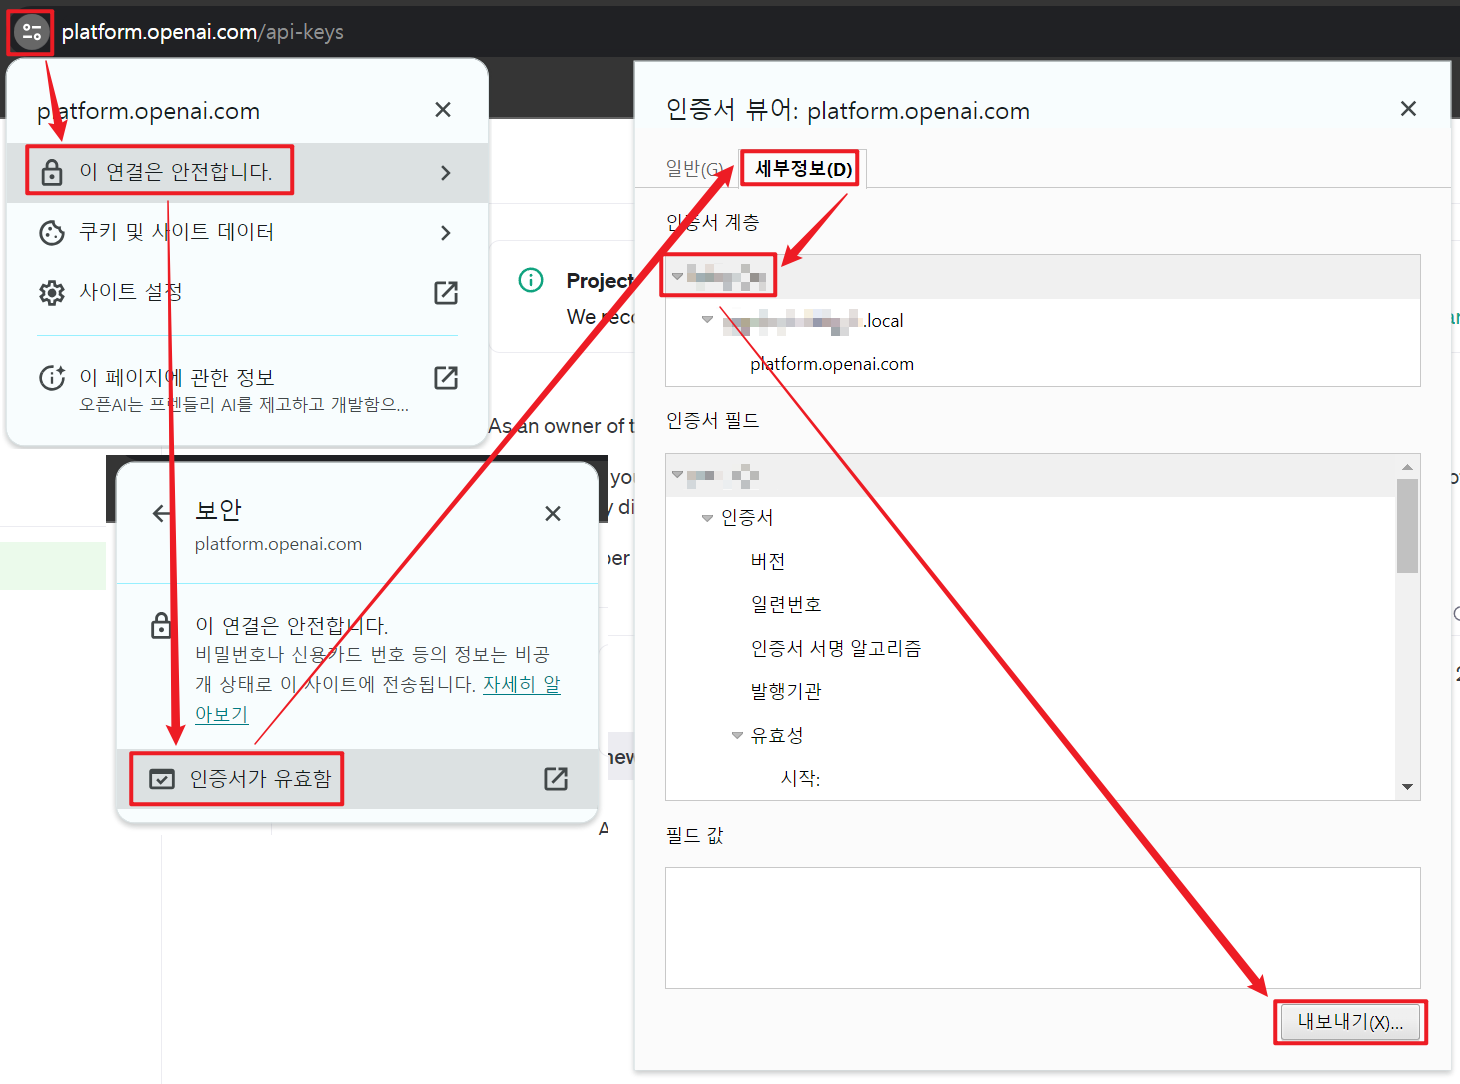 platform.openai.com/api-keys
platform.openai.com
이 연결은 안전합니다.
쿠키 및 사이트 데이터
사이트 설정
이 페이지에 관한 정보
오픈AI는 프렌들리 AI를 제고하고 개발함으...
Project
We reco
As an owner of t
you
y di
per
보안
platform.openai.com
이 연결은 안전합니다.
비밀번호나 신용카드 번호 등의 정보는 비공
개 상태로 이 사이트에 전송됩니다. 자세히 알
아보기
인증서가 유효함
new
A
인증서 뷰어: platform.openai.com
일반(G)
세부정보(D)
인증서 계층
.local
platform.openai.com
인증서 필드
인증서
버전
일련번호
인증서 서명 알고리즘
발행기관
유효성
시작:
필드 값
내보내기(X)...